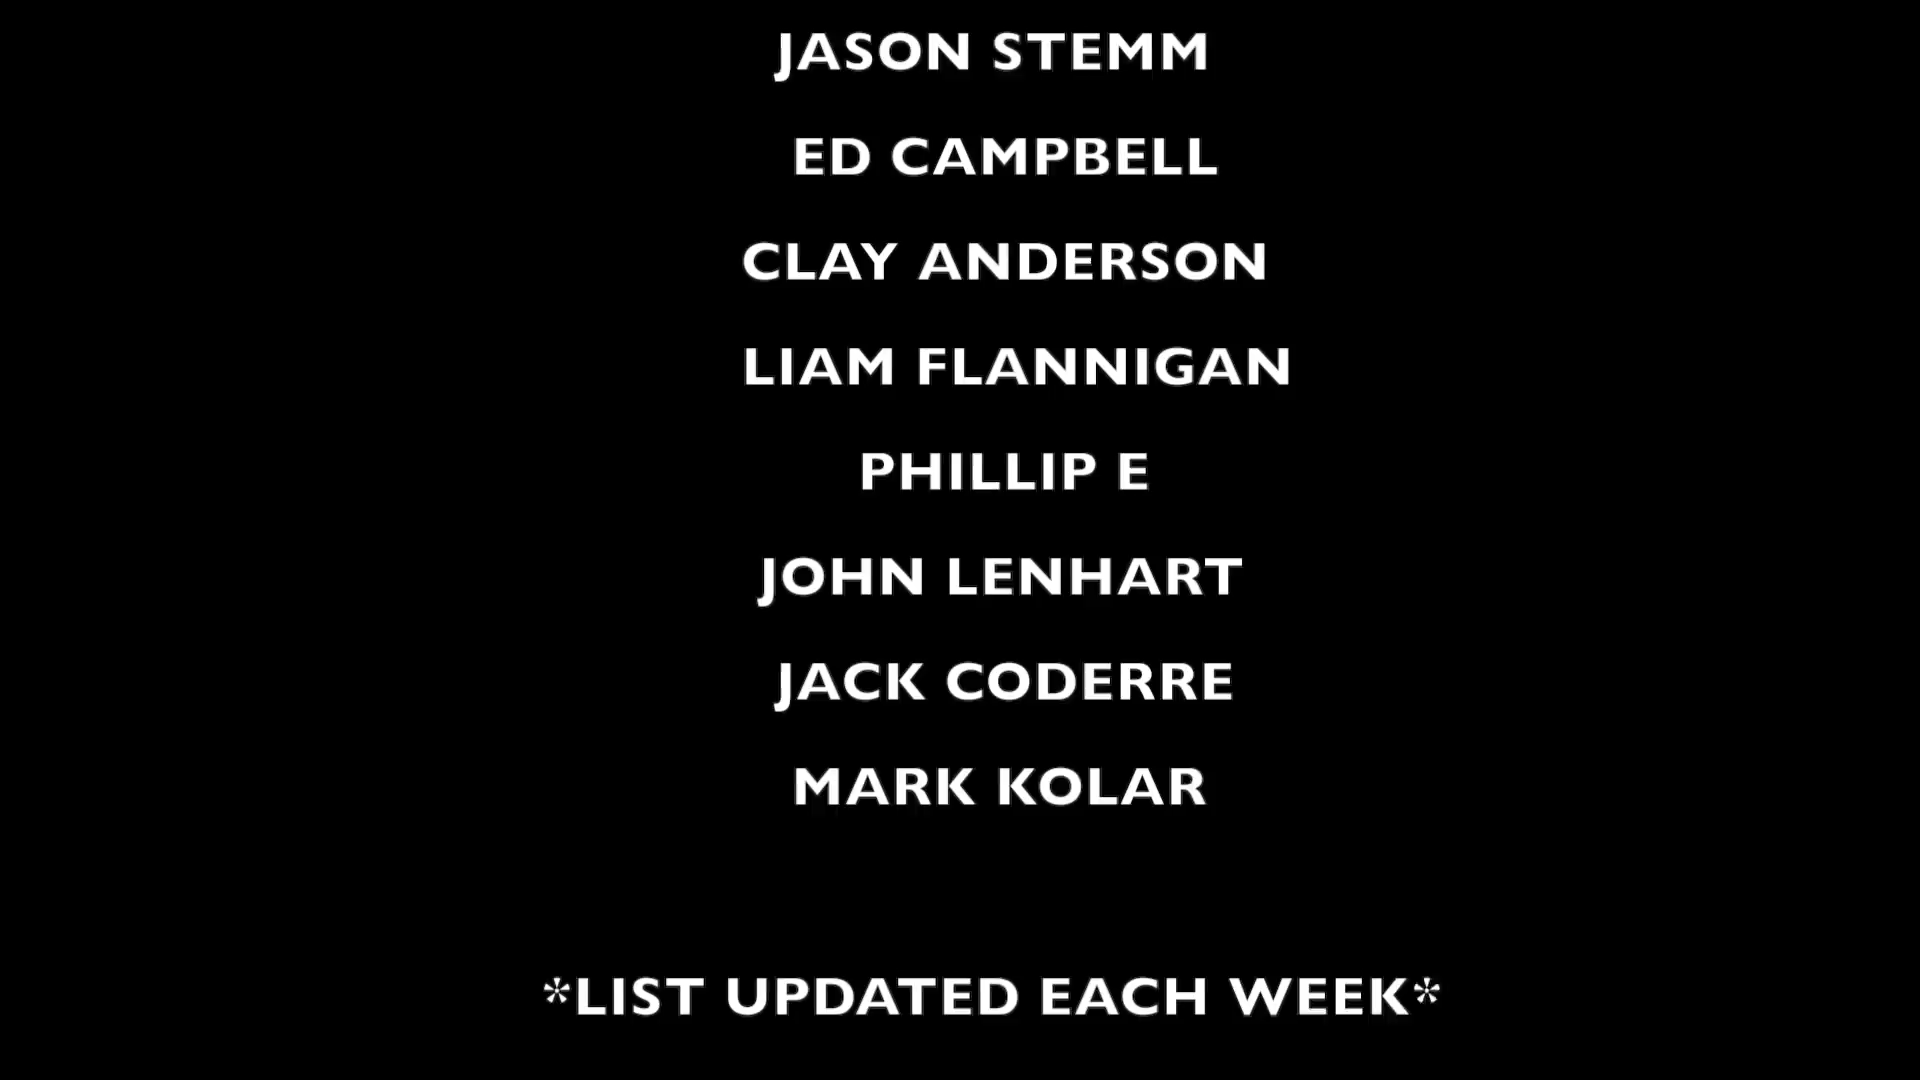 JASON STEMM
ED CAMPBELL
CLAY ANDERSON
LIAM FLANNIGAN
PHILLIP E
JOHN LENHART
JACK CODERRE
MARK KOLAR
*LIST UPDATED EACH WEEK*